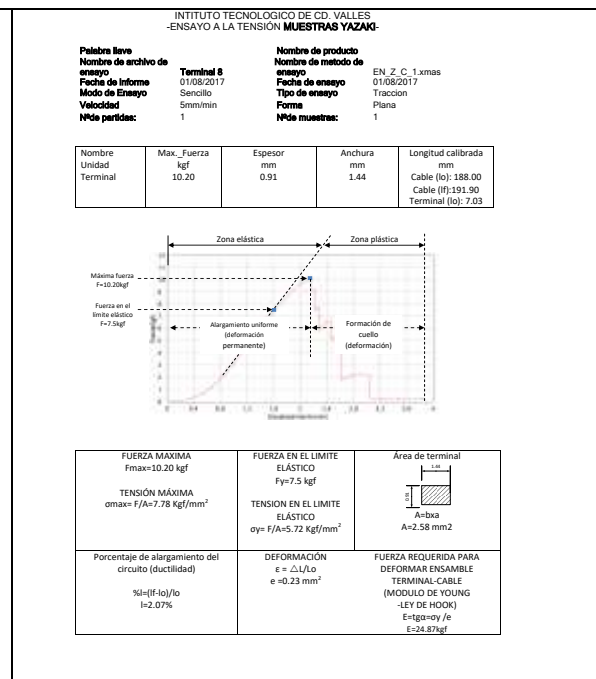 INTITUTO TECNOLOGICO DE CD. VALLES
-ENSAYO A LA TENSIÓN MUESTRAS YAZAKI-
Palabra llave
Nombre de producto
Nombre de archivo de ensayo Terminal 8
Nombre de metodo de ensayo EN_Z_C_1.xmas
Fecha de Informe 01/08/2017
Fecha de ensayo 01/08/2017
Modo de Ensayo Sencillo
Tipo de ensayo Traccion
Velocidad 5mm/min
Forma Plana
Nºde partidas: 1
Nºde muestras: 1
Nombre Max._Fuerza Espesor Anchura Longitud calibrada
Unidad kgf mm mm mm
Terminal 10.20 0.91 1.44 Cable (lo): 188.00
Cable (lf):191.90
Terminal (lo): 7.03
Zona elástica Zona plástica
Máxima fuerza
F=10.20kgf
Fuerza en el
límite elástico
F=7.5kgf
Alargamiento uniforme
(deformación
permanente)
Formación de
cuello
(deformación)
FUERZA MAXIMA
Fmax=10.20 kgf
TENSIÓN MÁXIMA
σmax= F/A=7.78 Kgf/mm²
FUERZA EN EL LIMITE
ELÁSTICO
Fy=7.5 kgf
TENSION EN EL LIMITE
ELÁSTICO
σy= F/A=5.72 Kgf/mm²
Área de terminal
1.44
0.91
A=bxa
A=2.58 mm2
Porcentaje de alargamiento del
circuito (ductilidad)
%l=(lf-lo)/lo
l=2.07%
DEFORMACIÓN
ε = △L/Lo
e =0.23 mm²
FUERZA REQUERIDA PARA
DEFORMAR ENSAMBLE
TERMINAL-CABLE
(MODULO DE YOUNG
-LEY DE HOOK)
E=tgα=σy /e
E=24.87kgf